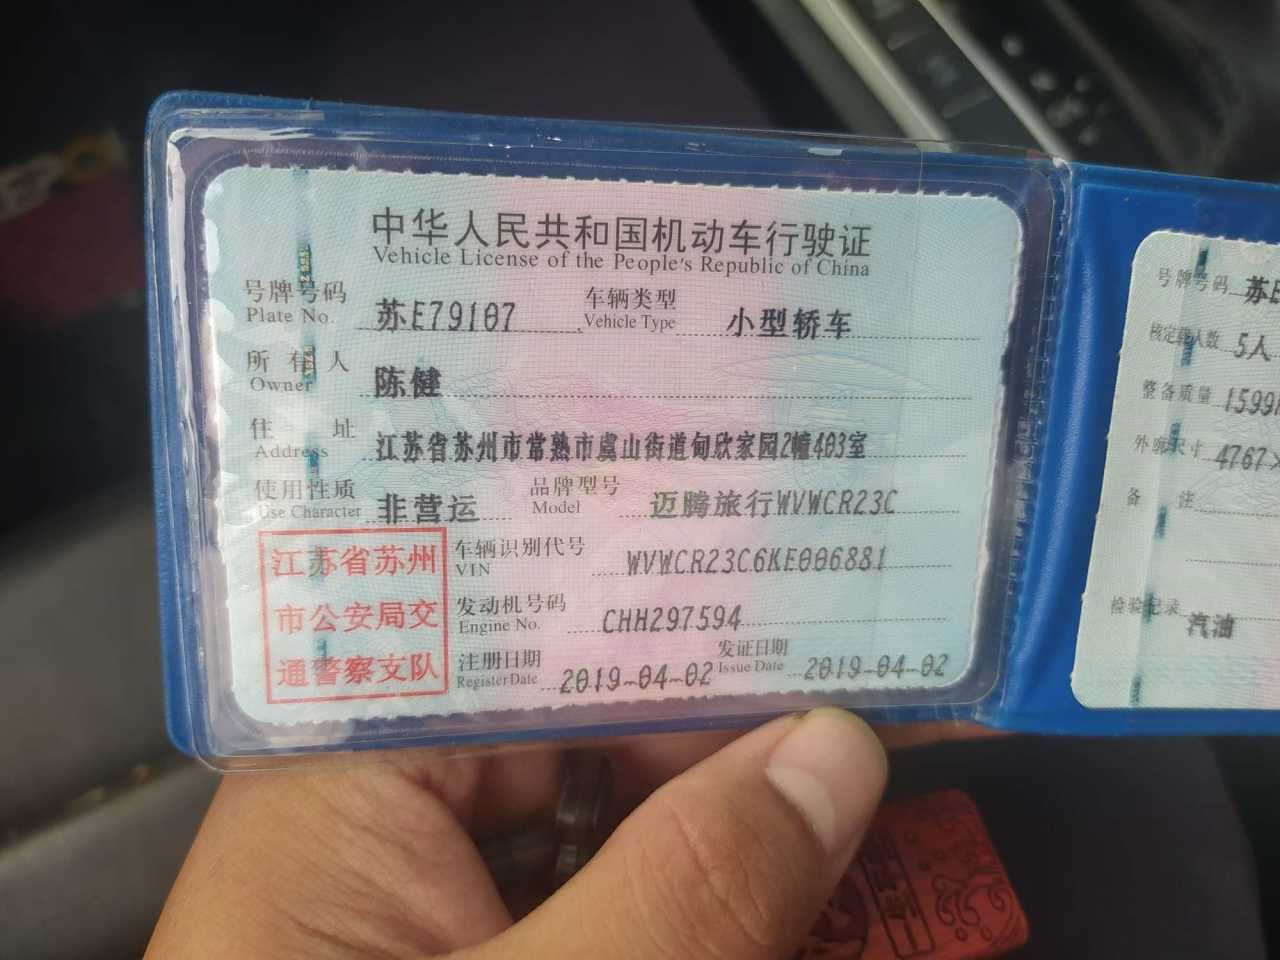 中华人民共和国机动车行驶证
Vehicle License of the People's Republic of China
号牌号码 苏E79107 车辆类型 小型轿车
Plate No. Vehicle Type
所有人 陈健
Owner
住址 江苏省苏州市常熟市虞山街道甸欣家园2幢403室
Address
使用性质 非营运 品牌型号 迈腾旅行WVWCR23C
Use Character Model
江苏省苏州
市公安局交
通警察支队
车辆识别代号 WVWCR23C6KE006881
VIN
发动机号码 CHH297594
Engine No.
注册日期 2019-04-02 发证日期 2019-04-02
Register Date Issue Date
号牌号码 苏E
核定载人数 5人
整备质量 1599
外廓尺寸 4767×
备注
检验记录
汽油